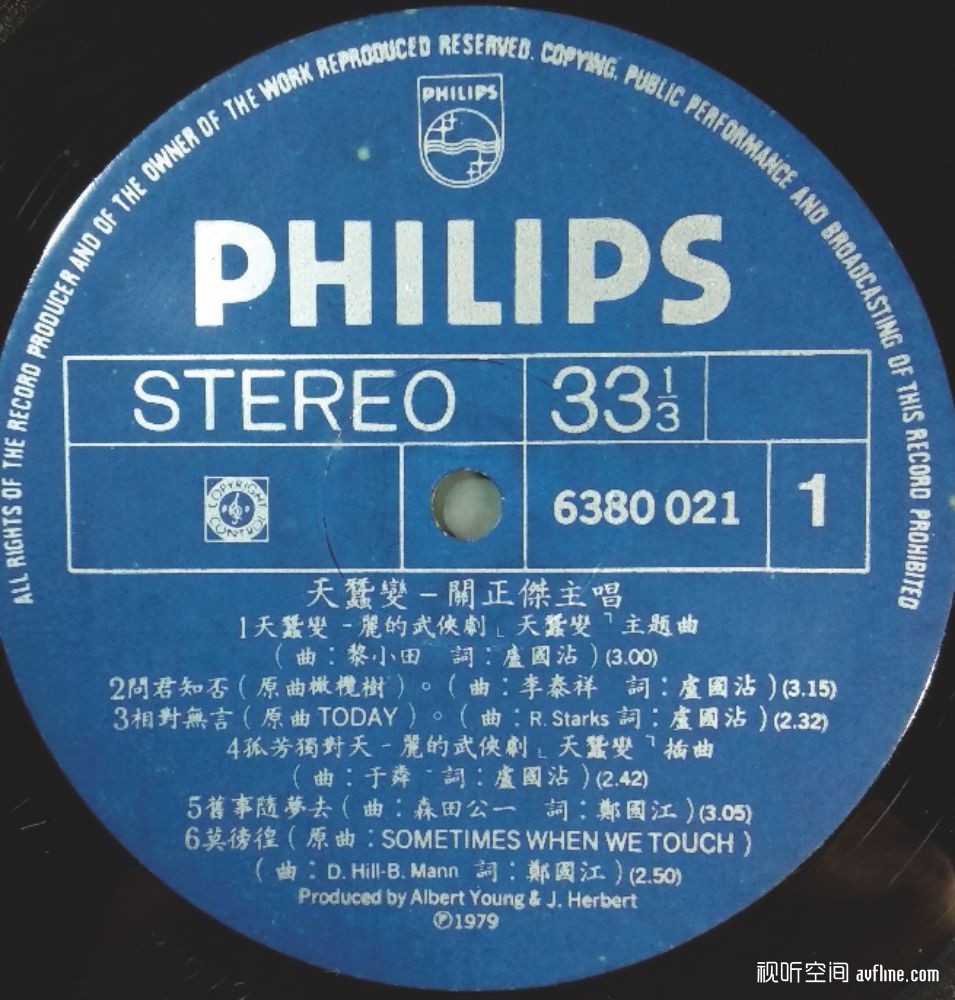 ALL RIGHTS OF THE RECORD PRODUCER AND OF THE OWNER OF THE WORK REPRODUCED RESERVED. COPYING. PUBLIC PERFORMANCE AND BROADCASTING OF THIS RECORD PROHIBITED
PHILIPS
PHILIPS
STEREO 33 1/3
COPYRIGHT CONTROL
6380 021 1
天蠶變－關正傑主唱
1天蠶變－麗的武俠劇「天蠶變」主題曲
(曲：黎小田 詞：盧國沾) (3.00)
2問君知否(原曲橄欖樹)。(曲：李泰祥 詞：盧國沾)(3.15)
3相對無言(原曲TODAY)。(曲：R. Starks 詞：盧國沾)(2.32)
4孤芳獨對天－麗的武俠劇「天蠶變」插曲
(曲：于粦 詞：盧國沾)(2.42)
5舊事隨夢去(曲：森田公一 詞：鄭國江)(3.05)
6莫徬徨(原曲：SOMETIMES WHEN WE TOUCH)
(曲：D. Hill-B. Mann 詞：鄭國江)(2.50)
Produced by Albert Young & J. Herbert
℗1979
视听空间 avfline.com